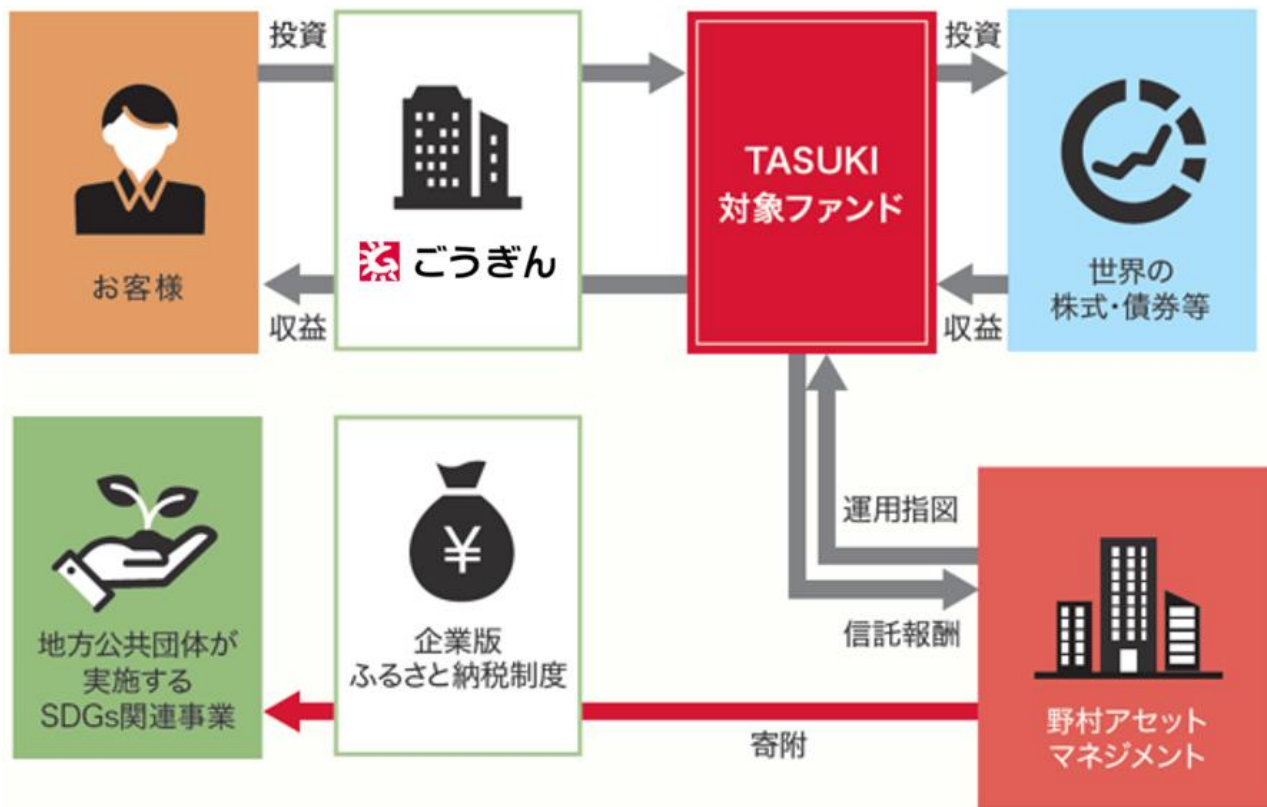 投資
投資
お客様
ごうぎん
TASUKI
対象ファンド
世界の
株式・債券等
収益
収益
運用指図
信託報酬
地方公共団体が
実施する
SDGs関連事業
¥
企業版
ふるさと納税制度
寄附
野村アセット
マネジメント